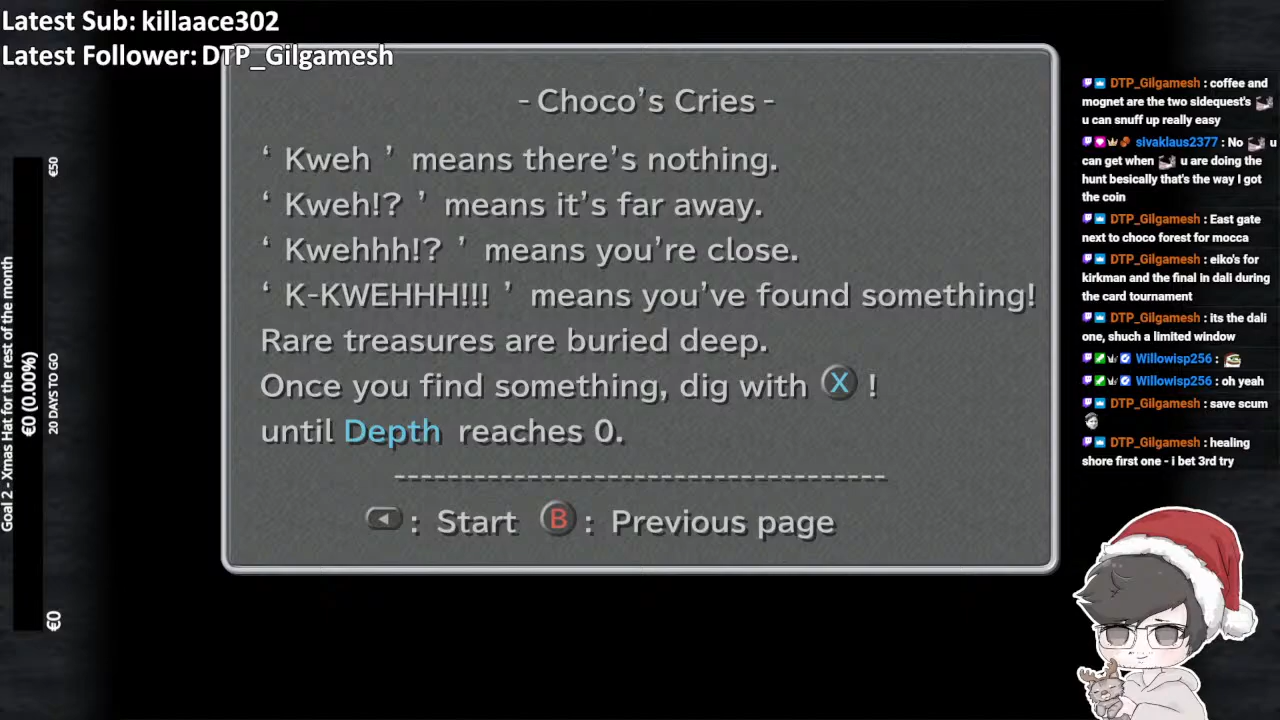 Latest Sub: killaace302
Latest Follower: DTP_Gilgamesh
Goal 2 - Xmas Hat for the rest of the month
€0 (0.00%)
20 DAYS TO GO
€50
€0
- Choco's Cries -
‘ Kweh ’ means there's nothing.
‘ Kweh!? ’ means it's far away.
‘ Kwehhh!? ’ means you're close.
‘ K-KWEHHH!!! ’ means you've found something!
Rare treasures are buried deep.
Once you find something, dig with X !
until Depth reaches 0.
-----------------------------------
: Start B : Previous page
DTP_Gilgamesh : coffee and
mognet are the two sidequest's
u can snuff up really easy
sivaklaus2377 : No u
can get when u are doing the
hunt besically that's the way I got
the coin
DTP_Gilgamesh : East gate
next to choco forest for mocca
DTP_Gilgamesh : eiko's for
kirkman and the final in dali during
the card tournament
DTP_Gilgamesh : its the dali
one, shuch a limited window
Willowisp256 :
Willowisp256 : oh yeah
DTP_Gilgamesh : save scum
DTP_Gilgamesh : healing
shore first one - i bet 3rd try